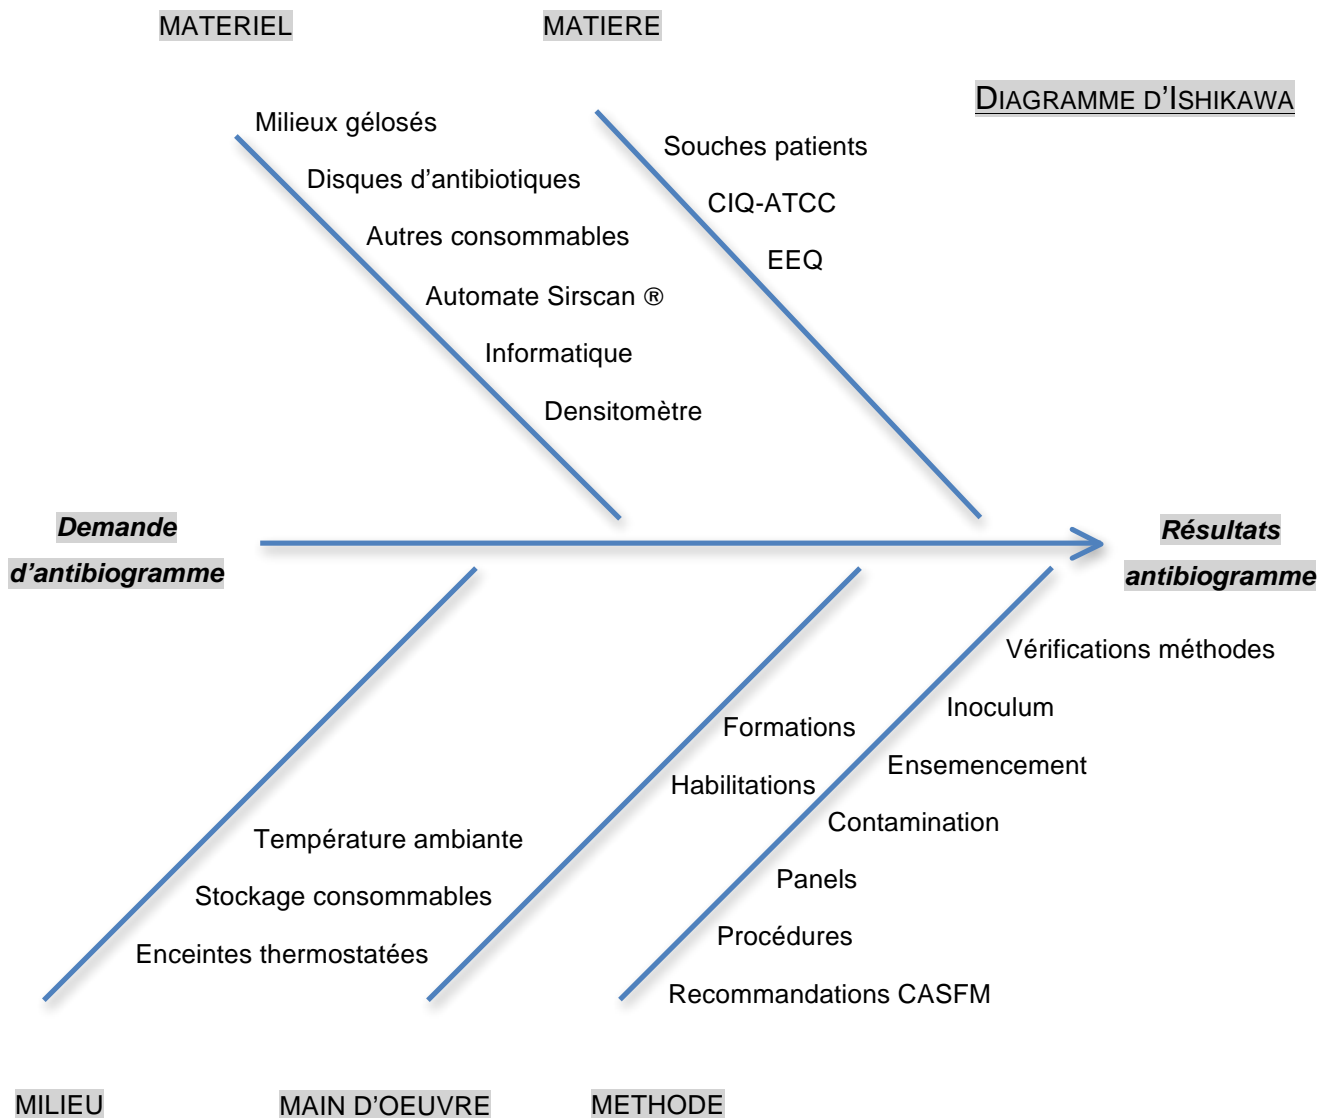 MATERIEL
MATIERE
DIAGRAMME D'ISHIKAWA
Milieux gélosés
Disques d'antibiotiques
Autres consommables
Automate Sirscan ®
Informatique
Densitomètre
Souches patients
CIQ-ATCC
EEQ
Demande
d'antibiogramme
Résultats
antibiogramme
Température ambiante
Stockage consommables
Enceintes thermostatées
Formations
Habilitations
Vérifications méthodes
Inoculum
Ensemencement
Contamination
Panels
Procédures
Recommandations CASFM
MILIEU
MAIN D'OEUVRE
METHODE